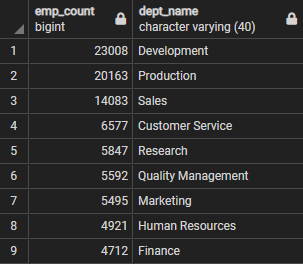 emp_count dept_name
bigint character varying (40)
1 23008 Development
2 20163 Production
3 14083 Sales
4 6577 Customer Service
5 5847 Research
6 5592 Quality Management
7 5495 Marketing
8 4921 Human Resources
9 4712 Finance